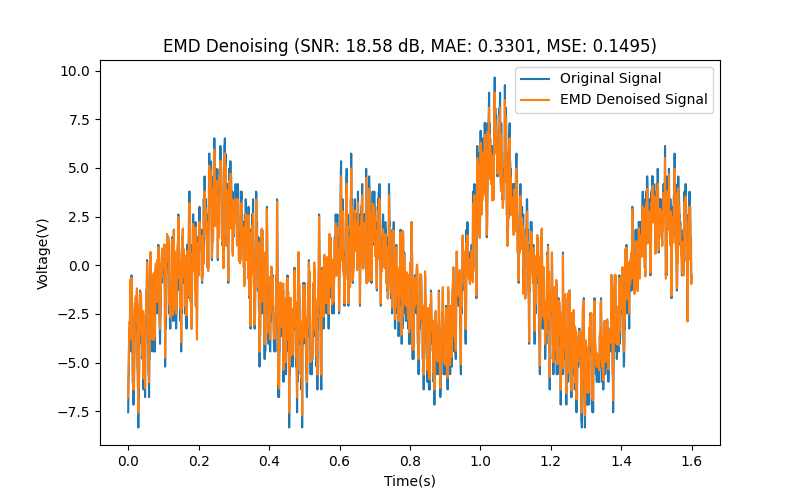 EMD Denoising (SNR: 18.58 dB, MAE: 0.3301, MSE: 0.1495)
Original Signal
EMD Denoised Signal
10.0
7.5
5.0
2.5
0.0
−2.5
−5.0
−7.5
Voltage(V)
0.0 0.2 0.4 0.6 0.8 1.0 1.2 1.4 1.6
Time(s)